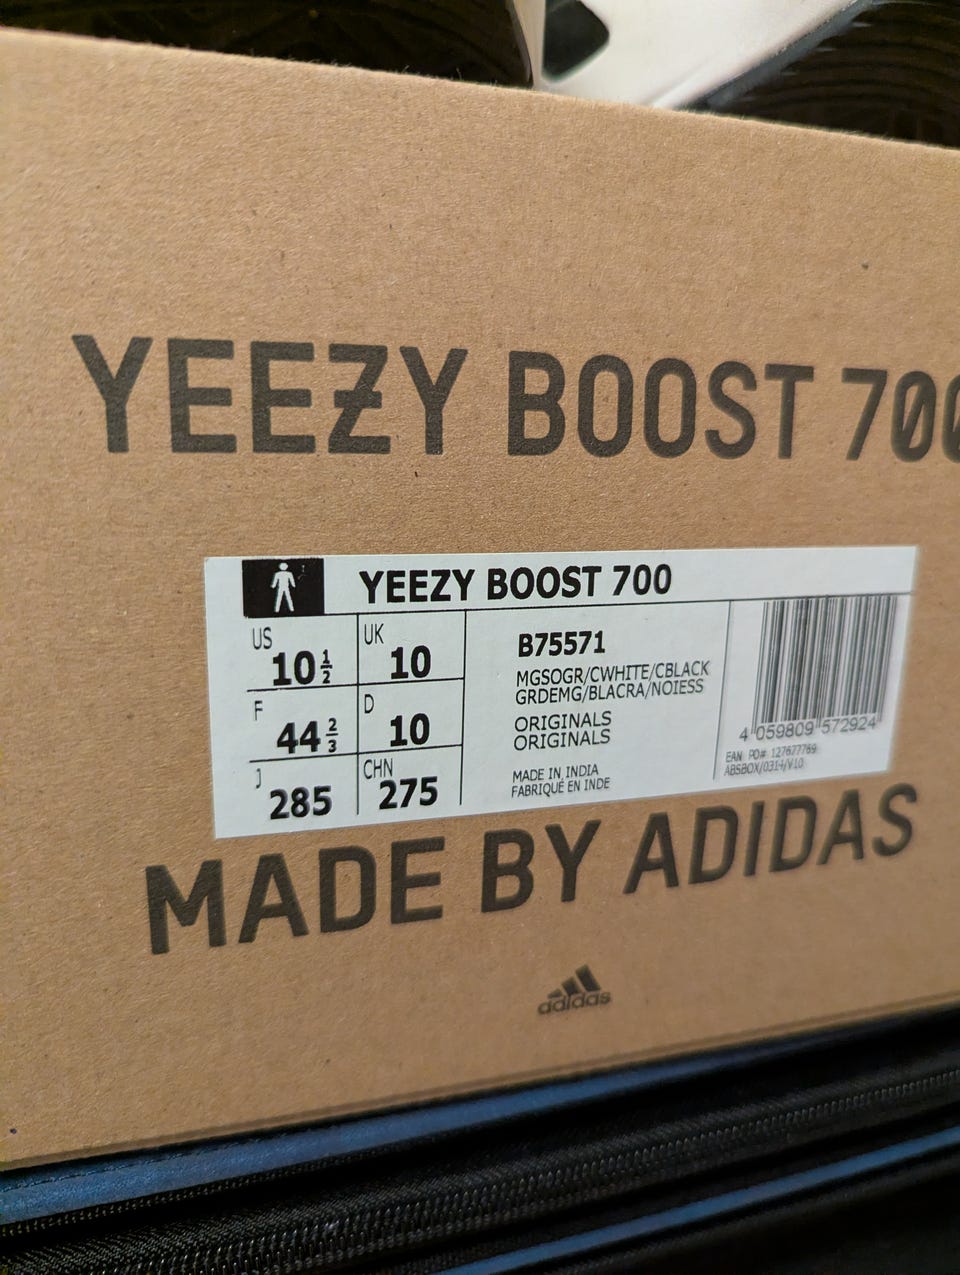 YEEZY BOOST 700
YEEZY BOOST 700
US 10 1/2
UK 10
F 44 2/3
D 10
J 285
CHN 275
B75571
MGSOGR/CWHITE/CBLACK
GRDEMG/BLACRA/NOIESS
ORIGINALS
ORIGINALS
MADE IN INDIA
FABRIQUÉ EN INDE
4 059809 572924
EAN PO# 127677769
ABSBOX/0314/V10
MADE BY ADIDAS
adidas